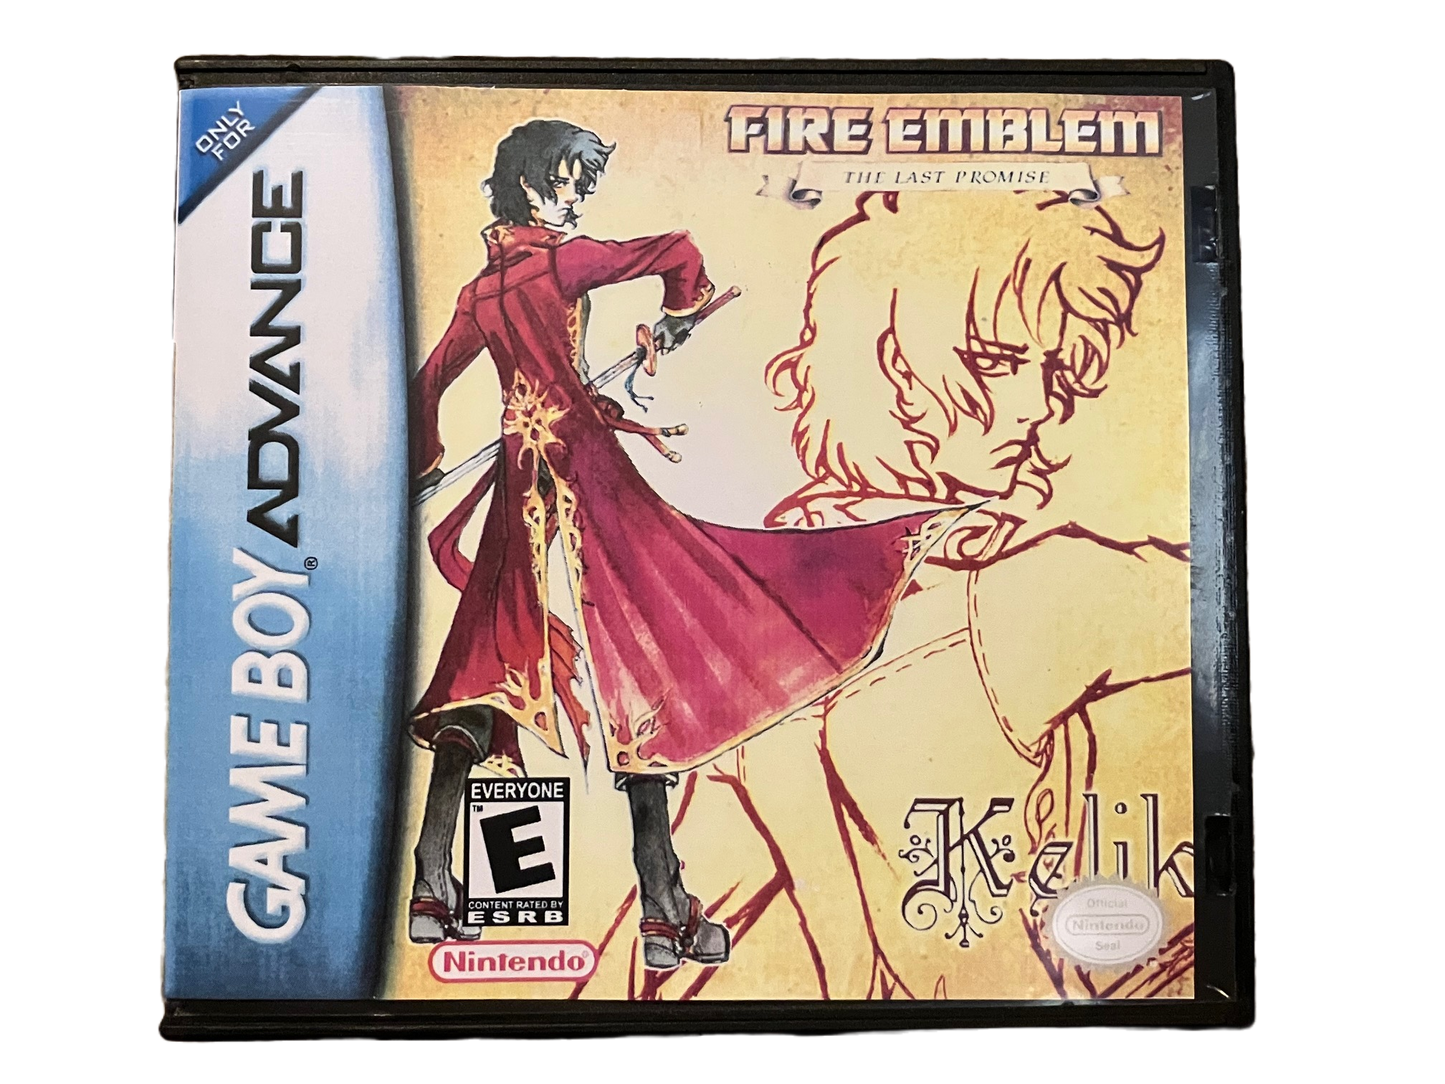 ONLY
FOR
GAME BOY ADVANCE
®
FIRE EMBLEM
THE LAST PROMISE
EVERYONE
™
E
CONTENT RATED BY
ESRB
Nintendo®
Kelik
Official
Nintendo
Seal